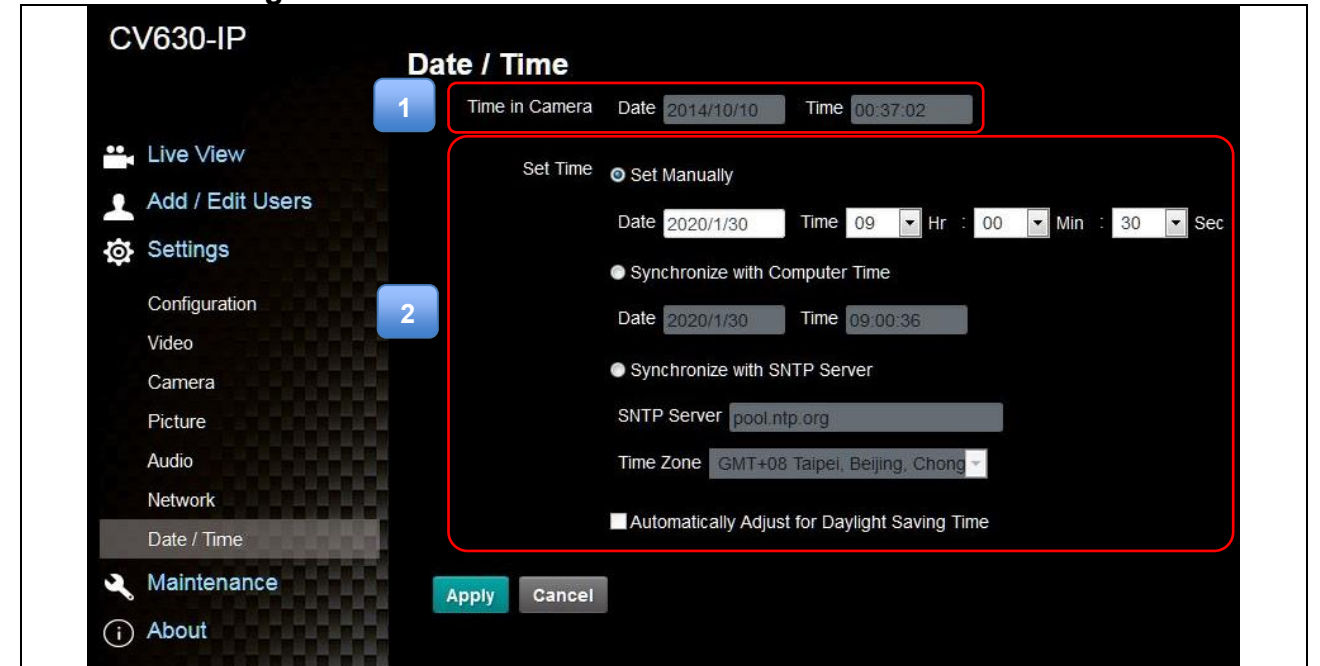 CV630-IP
Date / Time
1
Time in Camera Date 2014/10/10 Time 00:37:02
Live View
Add / Edit Users
Settings
Configuration
Video
Camera
Picture
Audio
Network
Date / Time
Maintenance
About
2
Set Time Set Manually
Date 2020/1/30 Time 09 Hr : 00 Min : 30 Sec
Synchronize with Computer Time
Date 2020/1/30 Time 09:00:36
Synchronize with SNTP Server
SNTP Server pool.ntp.org
Time Zone GMT+08 Taipei, Beijing, Chong
Automatically Adjust for Daylight Saving Time
Apply Cancel